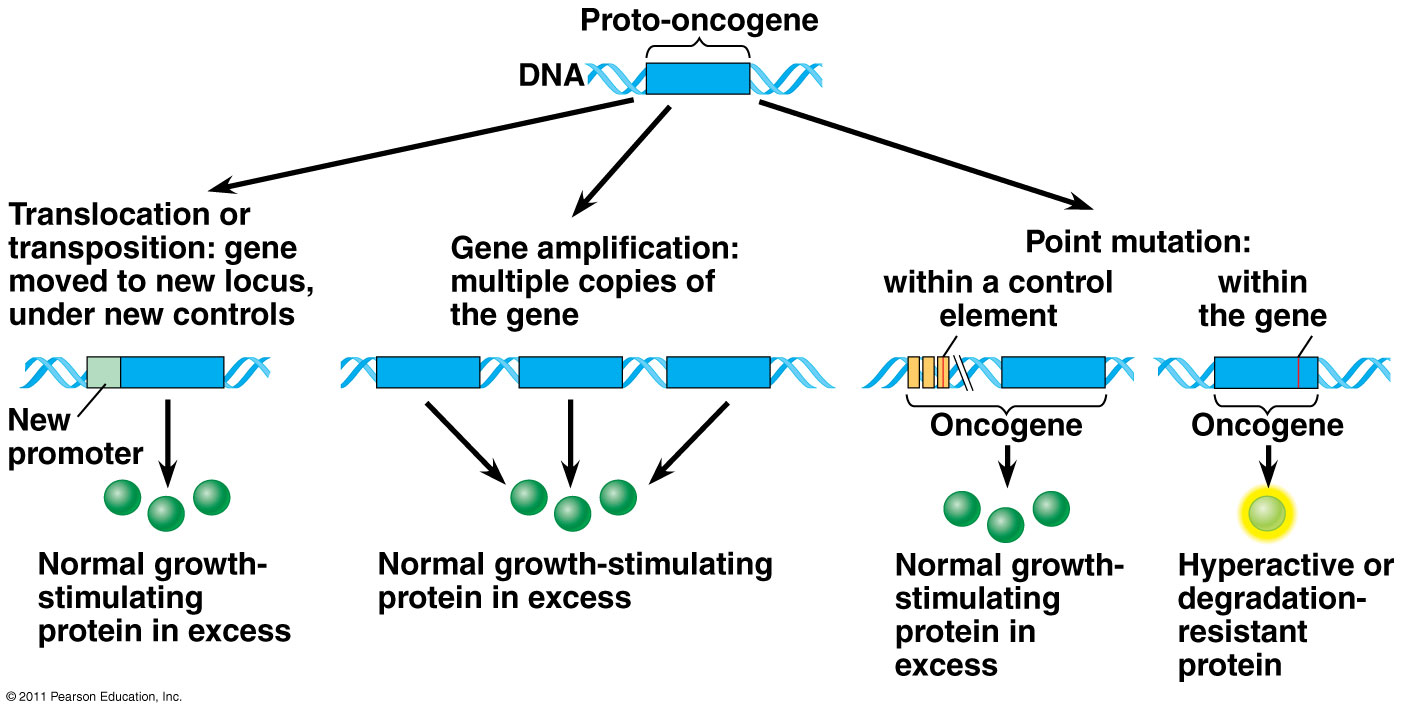 Proto-oncogene
DNA
Translocation or
transposition: gene
moved to new locus,
under new controls
New
promoter
Normal growth-
stimulating
protein in excess
Gene amplification:
multiple copies of
the gene
Normal growth-stimulating
protein in excess
Point mutation:
within a control
element
Oncogene
Normal growth-
stimulating
protein in
excess
within
the gene
Oncogene
Hyperactive or
degradation-
resistant
protein
© 2011 Pearson Education, Inc.